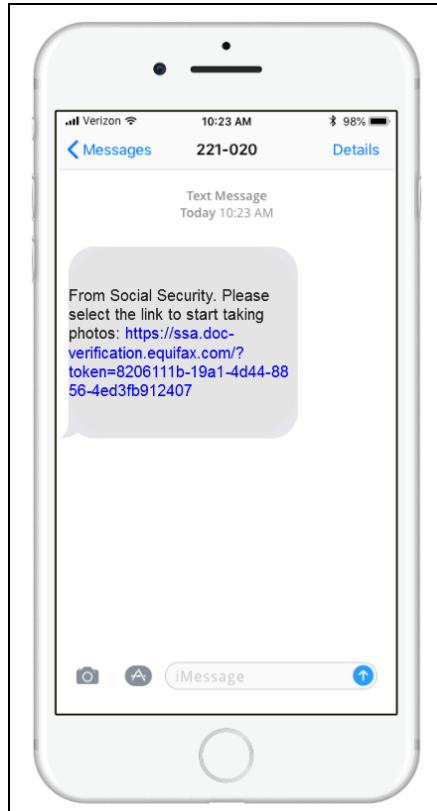 Verizon 10:23 AM 98%
Messages 221-020 Details
Text Message
Today 10:23 AM
From Social Security. Please
select the link to start taking
photos: https://ssa.doc-
verification.equifax.com/?
token=8206111b-19a1-4d44-88
56-4ed3fb912407
iMessage